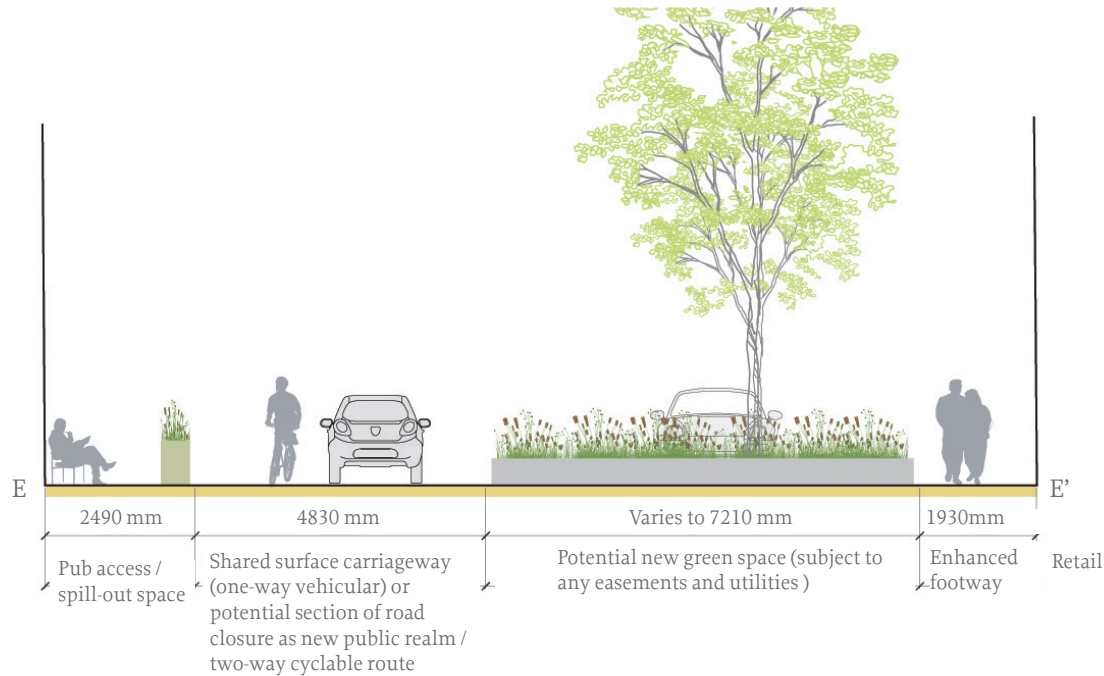 E
E’
2490 mm
4830 mm
Varies to 7210 mm
1930mm
Pub access /
spill-out space
Shared surface carriageway
(one-way vehicular) or
potential section of road
closure as new public realm /
two-way cyclable route
Potential new green space (subject to
any easements and utilities )
Enhanced
footway
Retail